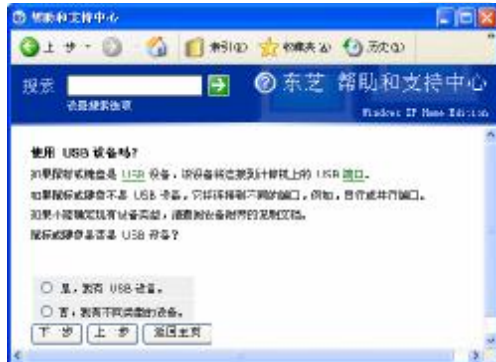 帮助和支持中心
上一步 索引(I) 收藏夹(A) 历史(H)
搜索
设置搜索选项
东芝 帮助和支持中心
Windows XP Home Edition
使用 USB 设备吗?
如果鼠标或键盘是 USB 设备，该设备将连接到计算机上的 USB 端口。
如果鼠标或键盘不是 USB 设备，它将连接到不同的端口，例如，串行或并行端口。
如果不能确定现有设备类型，请查阅设备附带的文档。
鼠标或键盘是否是 USB 设备?
是，我有 USB 设备。
否，我有不同类型的设备。
下一步 上一步 返回主页